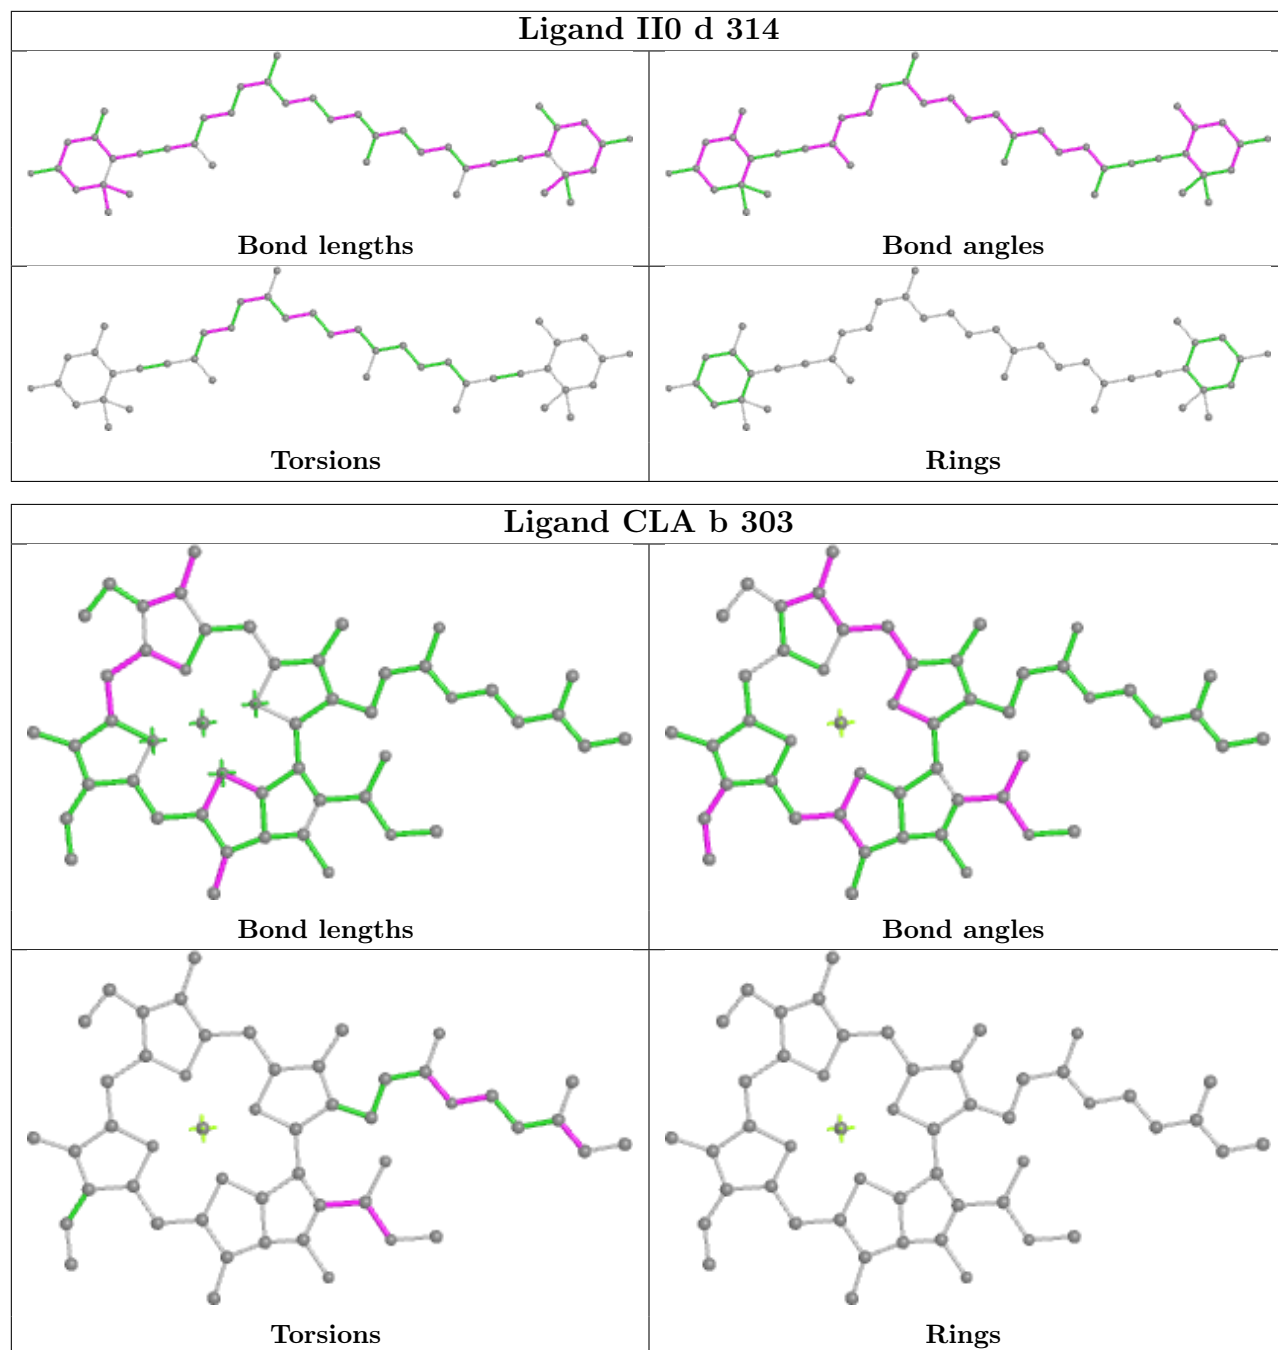 Ligand II0 d 314
Bond lengths
Bond angles
Torsions
Rings
Ligand CLA b 303
Bond lengths
Bond angles
Torsions
Rings